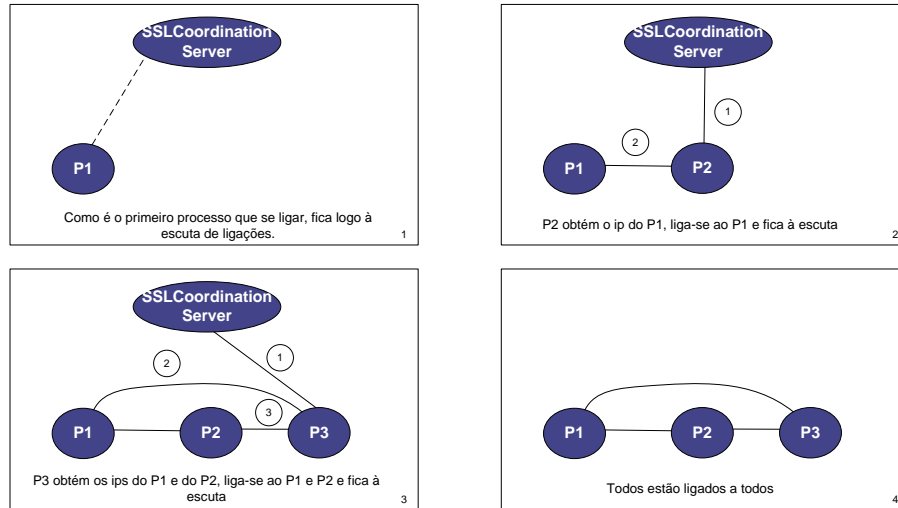 SSLCoordination
Server
P1
Como é o primeiro processo que se ligar, fica logo à
escuta de ligações.
1
SSLCoordination
Server
1
2
P1
P2
P2 obtém o ip do P1, liga-se ao P1 e fica à escuta
2
SSLCoordination
Server
1
2
3
P1
P2
P3
P3 obtém os ips do P1 e do P2, liga-se ao P1 e P2 e fica à
escuta
3
P1
P2
P3
Todos estão ligados a todos
4